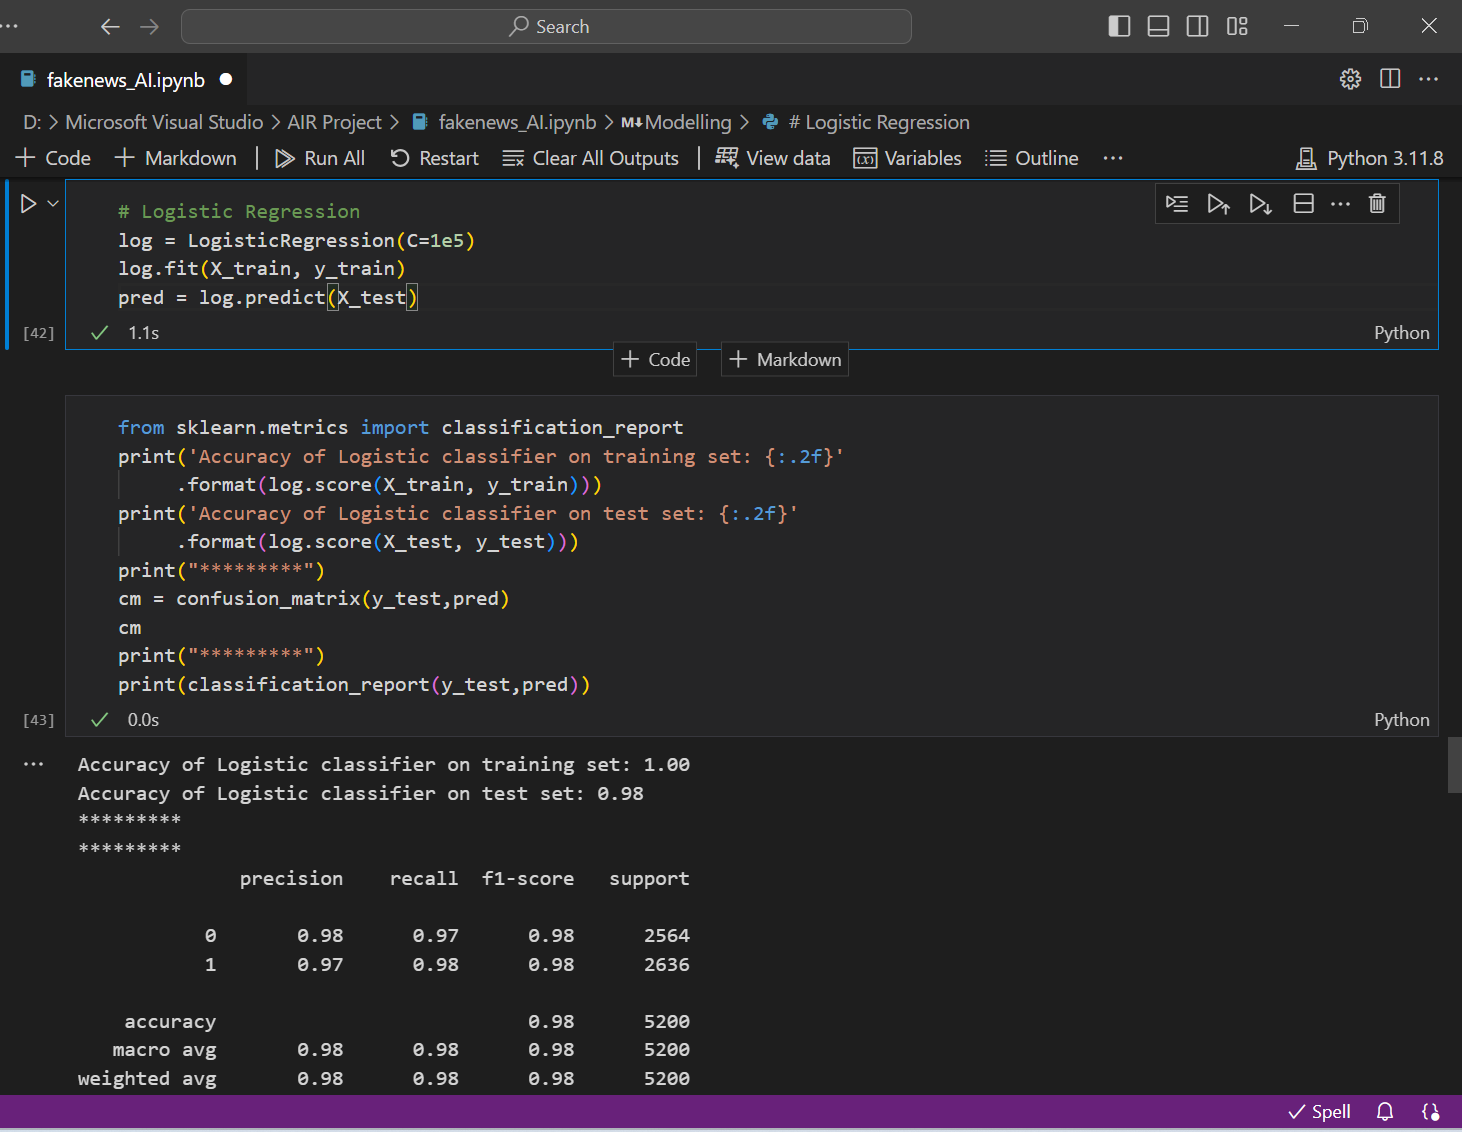 Search
fakenews_AI.ipynb
D: > Microsoft Visual Studio > AIR Project > fakenews_AI.ipynb > M↓Modelling > # Logistic Regression
+ Code + Markdown | Run All Restart Clear All Outputs | View data (x) Variables Outline ... Python 3.11.8
# Logistic Regression
log = LogisticRegression(C=1e5)
log.fit(X_train, y_train)
pred = log.predict(X_test)
[42] ✓ 1.1s Python
+ Code + Markdown
from sklearn.metrics import classification_report
print('Accuracy of Logistic classifier on training set: {:.2f}'
     .format(log.score(X_train, y_train)))
print('Accuracy of Logistic classifier on test set: {:.2f}'
     .format(log.score(X_test, y_test)))
print("*********")
cm = confusion_matrix(y_test,pred)
cm
print("*********")
print(classification_report(y_test,pred))
[43] ✓ 0.0s Python
... Accuracy of Logistic classifier on training set: 1.00
Accuracy of Logistic classifier on test set: 0.98
*********
*********
precision recall f1-score support
0 0.98 0.97 0.98 2564
1 0.97 0.98 0.98 2636
accuracy 0.98 5200
macro avg 0.98 0.98 0.98 5200
weighted avg 0.98 0.98 0.98 5200
✓ Spell